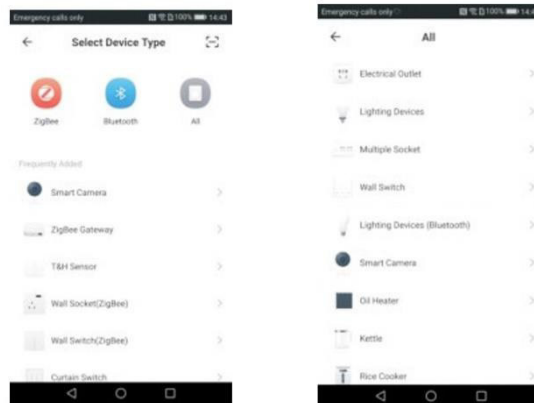 Emergency calls only 100% 14:43
Select Device Type
ZigBee Bluetooth All
Frequently Added
Smart Camera
ZigBee Gateway
T&H Sensor
Wall Socket(ZigBee)
Wall Switch(ZigBee)
Curtain Switch
Emergency calls only 100%
All
Electrical Outlet
Lighting Devices
Multiple Socket
Wall Switch
Lighting Devices (Bluetooth)
Smart Camera
Oil Heater
Kettle
Rice Cooker